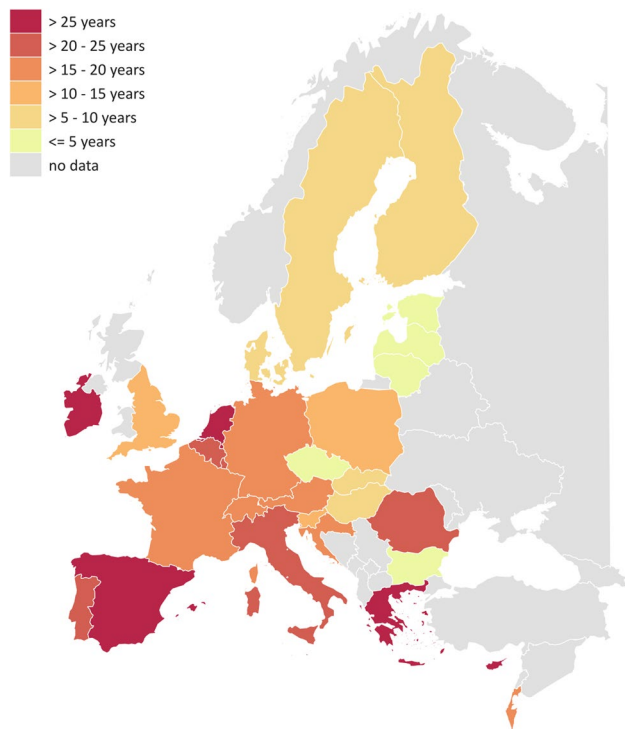 > 25 years
> 20 - 25 years
> 15 - 20 years
> 10 - 15 years
> 5 - 10 years
<= 5 years
no data